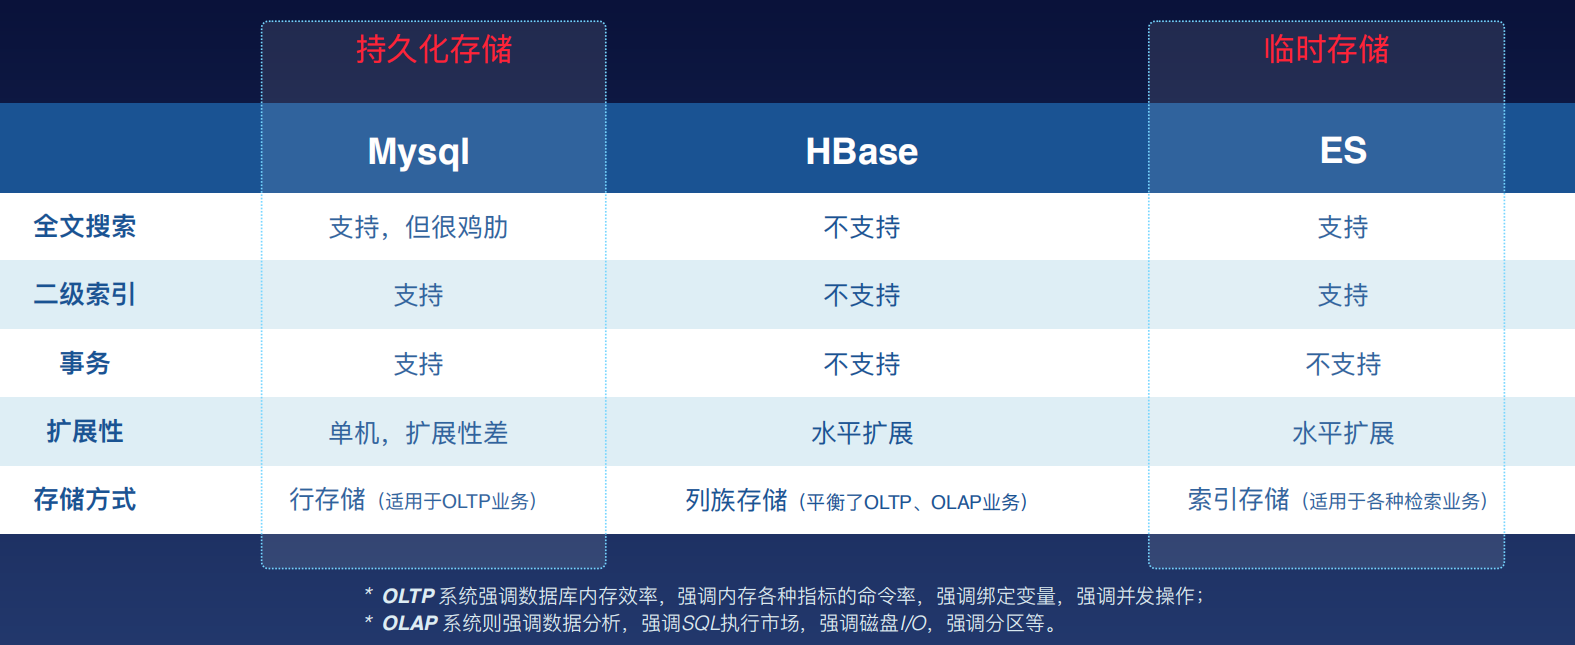 持久化存储 临时存储
Mysql HBase ES
全文搜索 支持，但很鸡肋 不支持 支持
二级索引 支持 不支持 支持
事务 支持 不支持 不支持
扩展性 单机，扩展性差 水平扩展 水平扩展
存储方式 行存储（适用于OLTP业务） 列族存储（平衡了OLTP、OLAP业务） 索引存储（适用于各种检索业务）
* OLTP 系统强调数据库内存效率，强调内存各种指标的命令率，强调绑定变量，强调并发操作；
* OLAP 系统则强调数据分析，强调SQL执行市场，强调磁盘I/O，强调分区等。